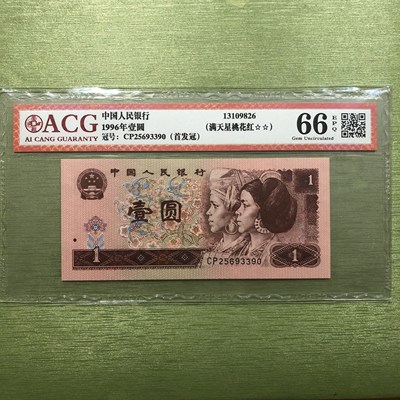 ACG
AI CANG GUARANTY
中国人民银行
1996年壹圆
冠号: CP25693390 (首发冠)
13109826
(满天星桃花红☆☆)
66 EPQ
Gem Uncirculated
中国人民银行
1
壹圆
1
1
CP25693390